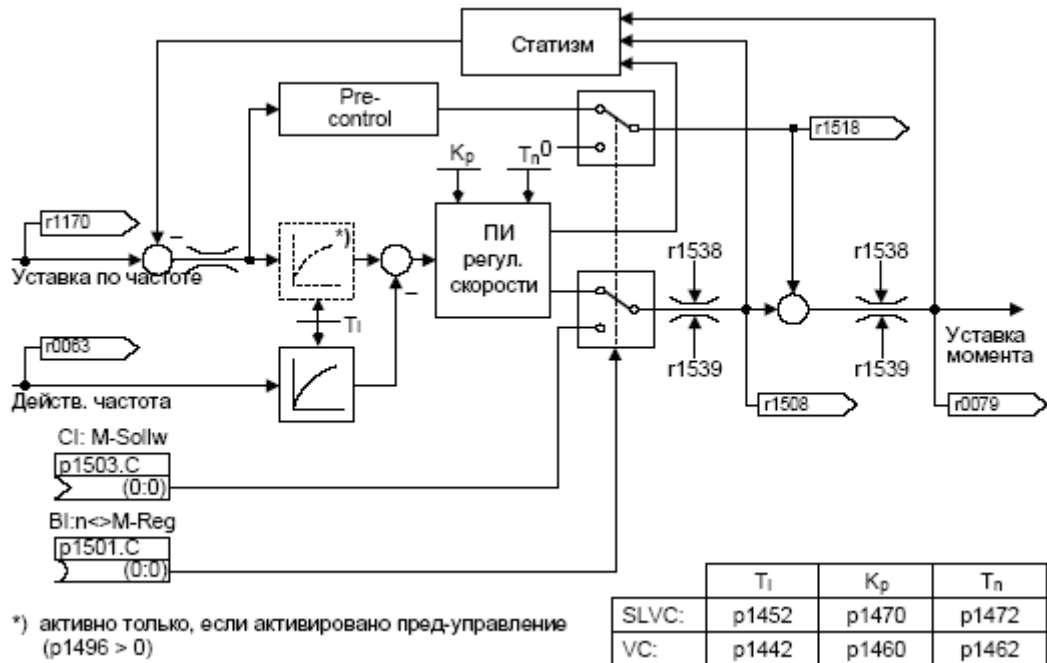 Статизм
Pre-
control
r1518
Kp
Tn
0
r1170
*)
ПИ
регул.
скорости
r1538
r1538
Уставка по частоте
Ti
r0063
r1539
r1539
Уставка
момента
Действ. частота
r1508
r0079
CI: M-Sollw
p1503.C
(0:0)
BI:n<>M-Reg
p1501.C
(0:0)
Ti Kp Tn
SLVC: p1452 p1470 p1472
VC: p1442 p1460 p1462
*) активно только, если активировано пред-управление
(p1496 > 0)